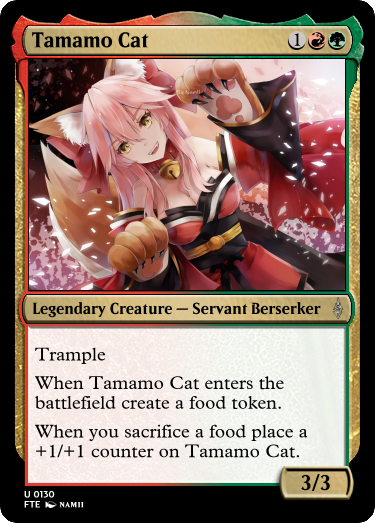 Tamamo Cat 1
Legendary Creature — Servant Berserker
Trample
When Tamamo Cat enters the
battlefield create a food token.
When you sacrifice a food place a
+1/+1 counter on Tamamo Cat.
3/3
U 0130
FTE NAMII